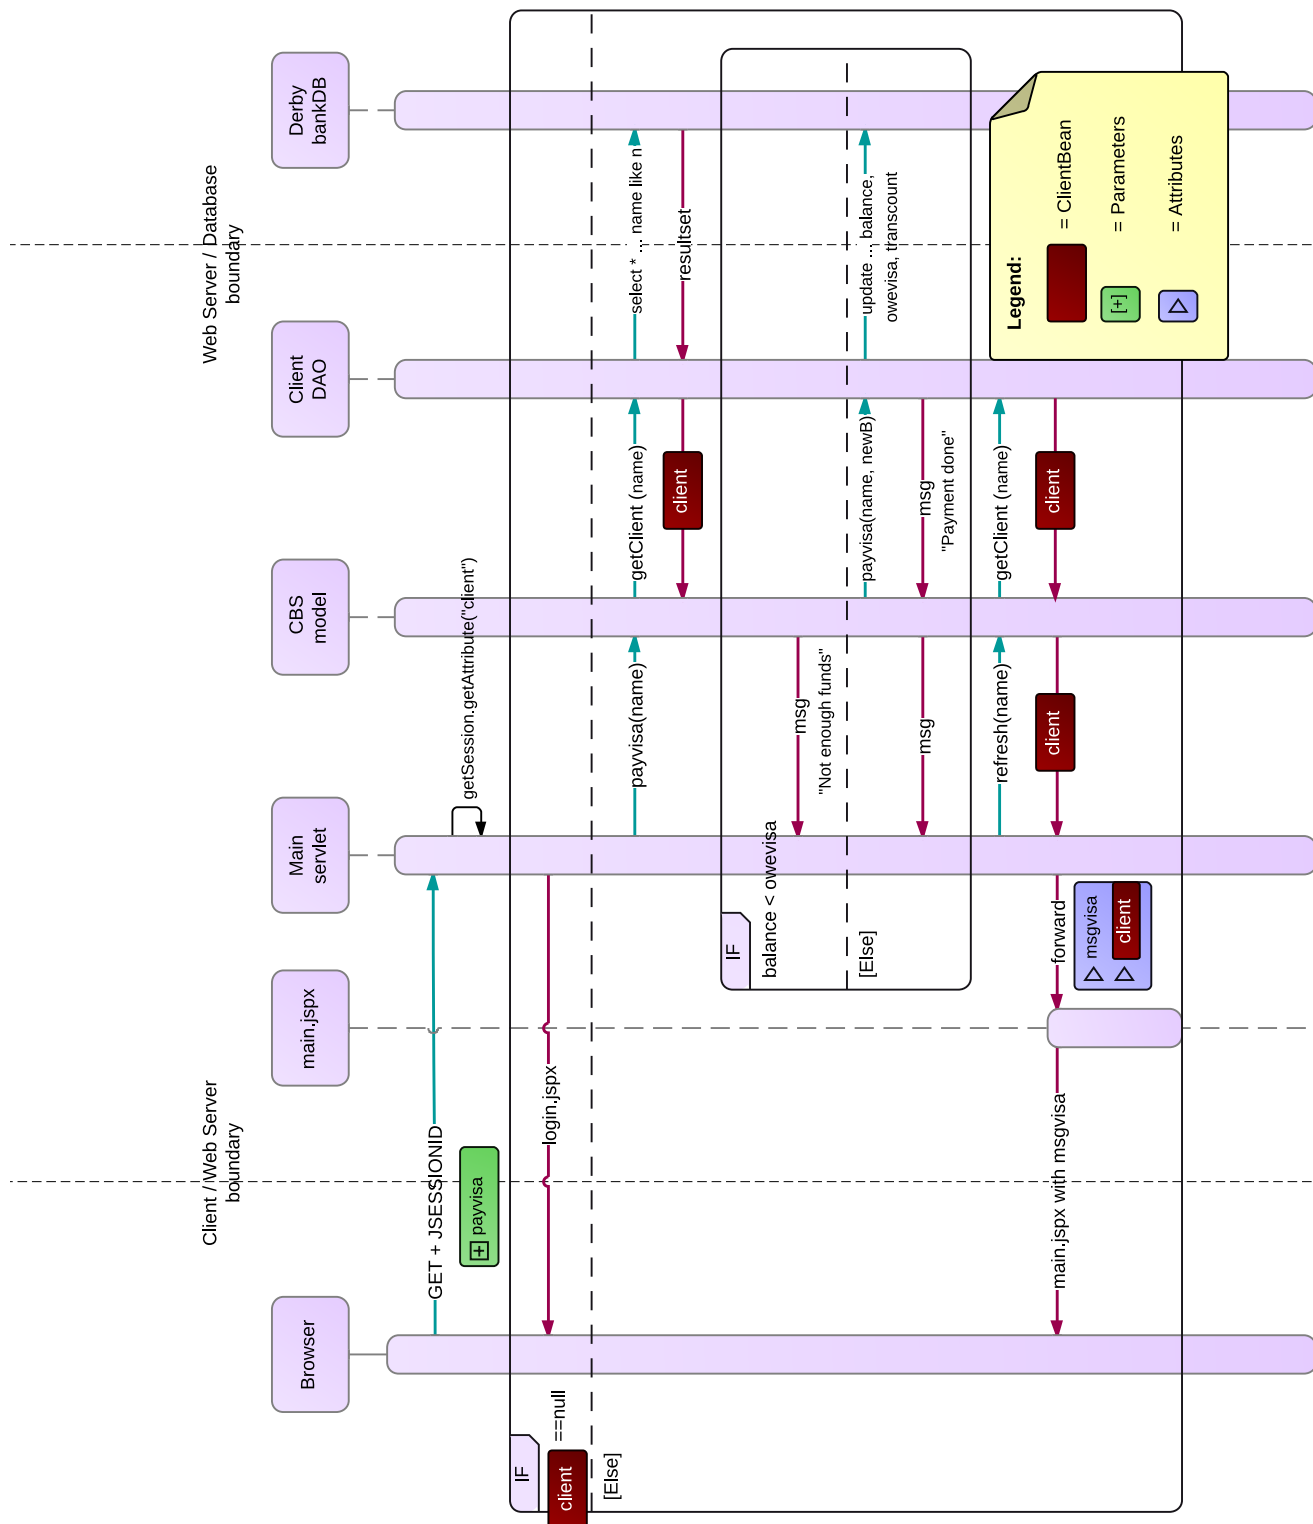 Client / Web Server
boundary
Web Server / Database
boundary
Browser
main.jspx
Main
servlet
CBS
model
Client
DAO
Derby
bankDB
GET + JSESSIONID
payvisa
getSession.getAttribute("client")
IF
client
==null
login.jspx
[Else]
payvisa(name)
getClient (name)
select * ... name like n
resultset
client
IF
balance < owevisa
msg
"Not enough funds"
[Else]
payvisa(name, newB)
update ... balance,
owevisa, transcount
msg
"Payment done"
msg
refresh(name)
getClient (name)
client
client
forward
msgvisa
client
main.jspx with msgvisa
Legend:
= ClientBean
[+]
= Parameters
= Attributes